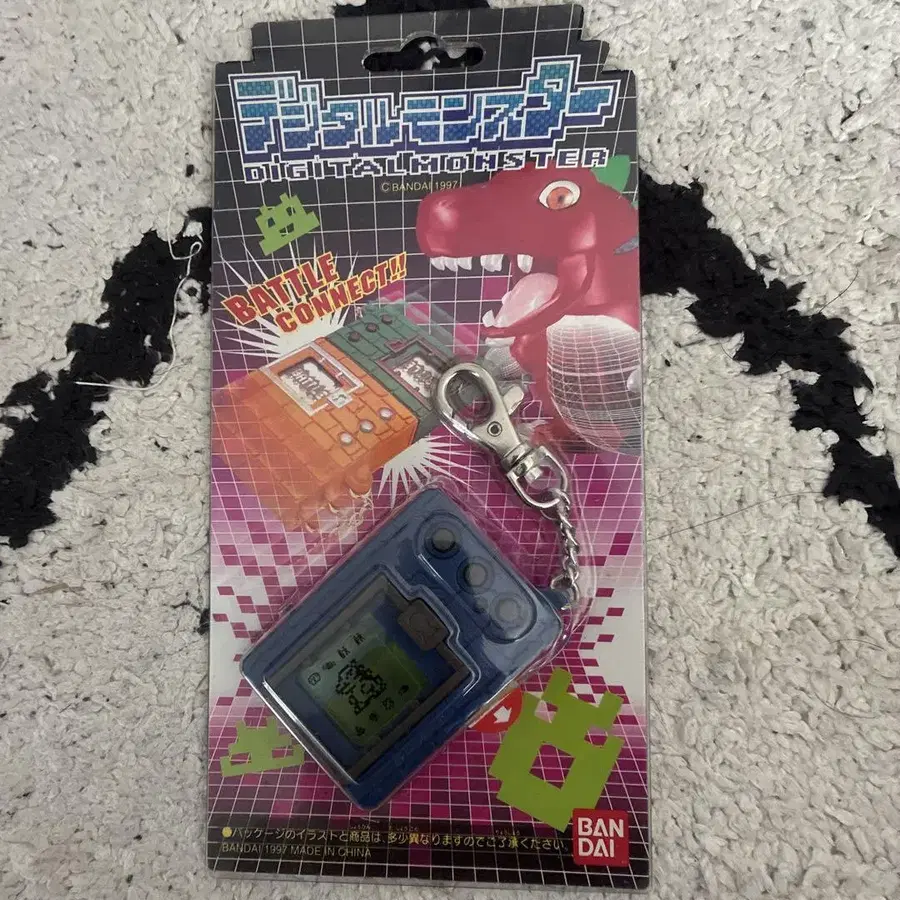 デジタルモンスター
DIGITALMONSTER
©BANDAI 1997
BATTLE
CONNECT!!
●パッケージのイラストと商品は、多少異なりますのでご了承ください。
BANDAI 1997 MADE IN CHINA
BAN
DAI